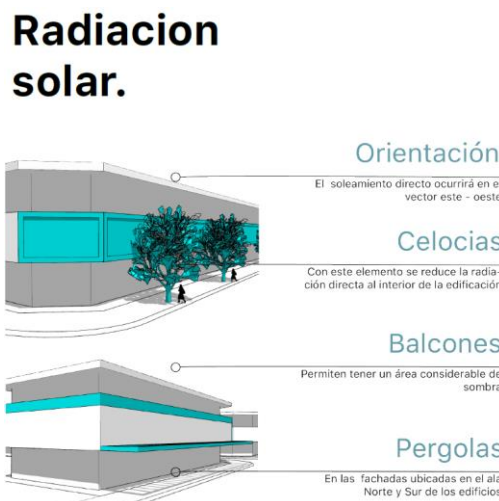 Radiacion
solar.
Orientación
El soleamiento directo ocurrirá en e
vector este - oeste
Celocias
Con este elemento se reduce la radia-
ción directa al interior de la edificación
Balcones
Permiten tener un área considerable de
sombra
Pergolas
En las fachadas ubicadas en el ala
Norte y Sur de los edificios